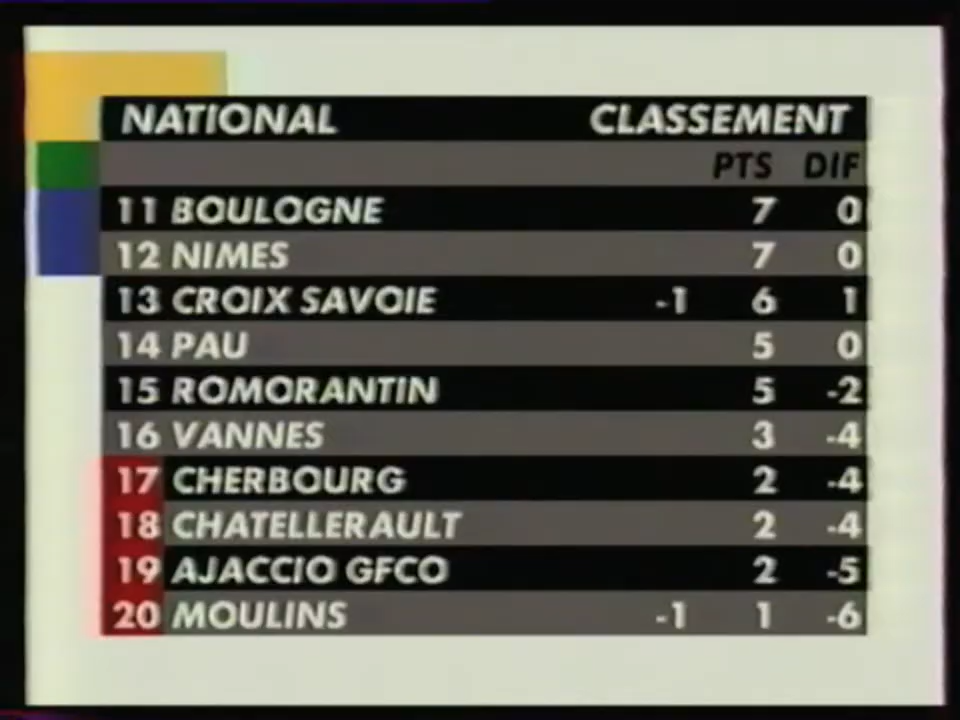 NATIONAL CLASSEMENT
PTS DIF
11 BOULOGNE 7 0
12 NIMES 7 0
13 CROIX SAVOIE -1 6 1
14 PAU 5 0
15 ROMORANTIN 5 -2
16 VANNES 3 -4
17 CHERBOURG 2 -4
18 CHATELLERAULT 2 -4
19 AJACCIO GFCO 2 -5
20 MOULINS -1 1 -6